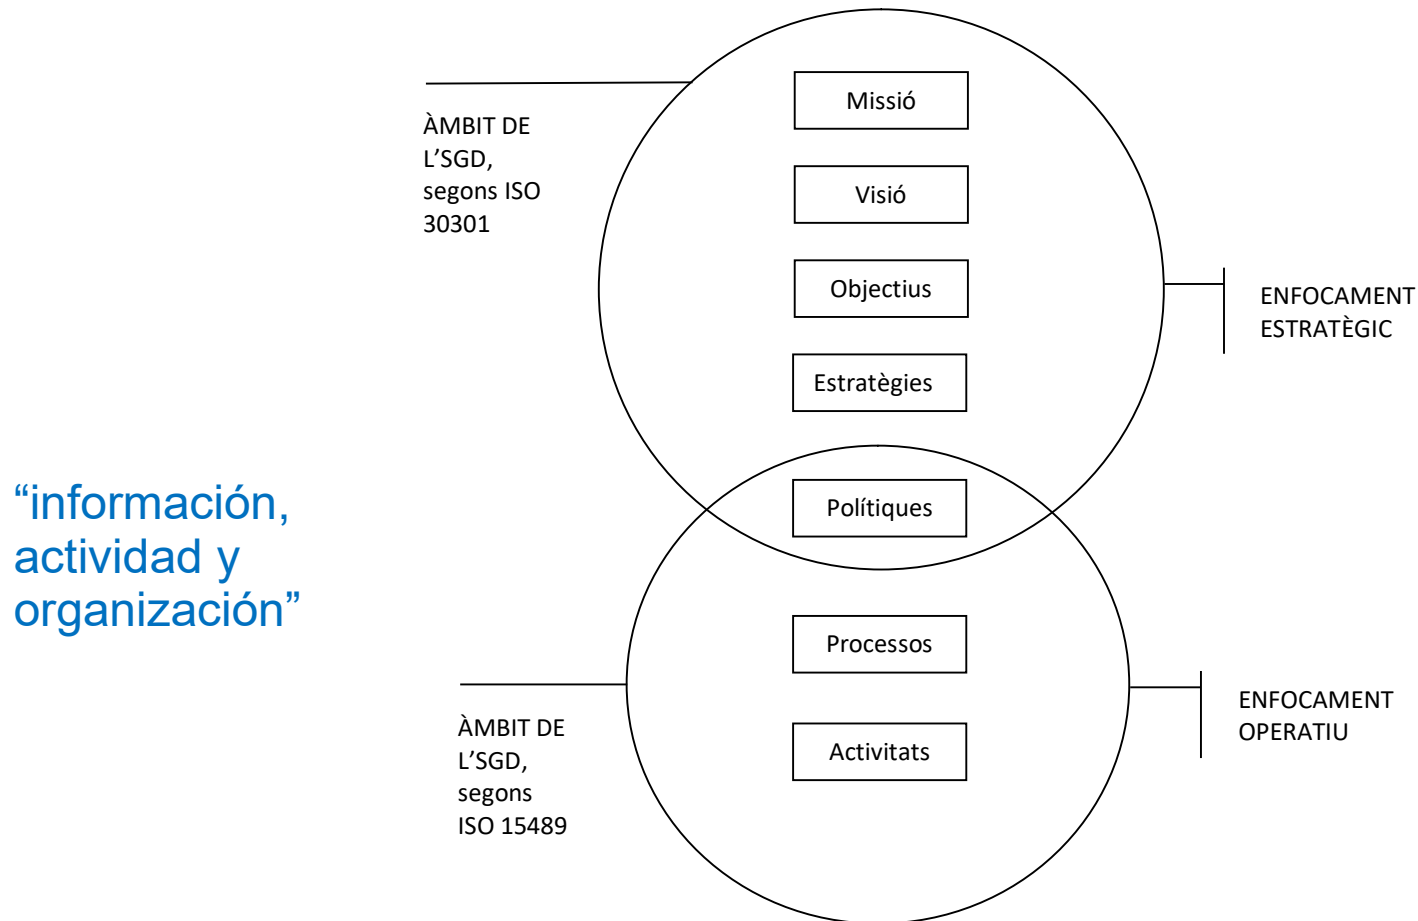 Missió
ÀMBIT DE
L’SGD,
segons ISO
30301
Visió
Objectius
ENFOCAMENT
ESTRATÈGIC
Estratègies
“información,
actividad y
organización”
Polítiques
Processos
ÀMBIT DE
L’SGD,
segons
ISO 15489
ENFOCAMENT
OPERATIU
Activitats